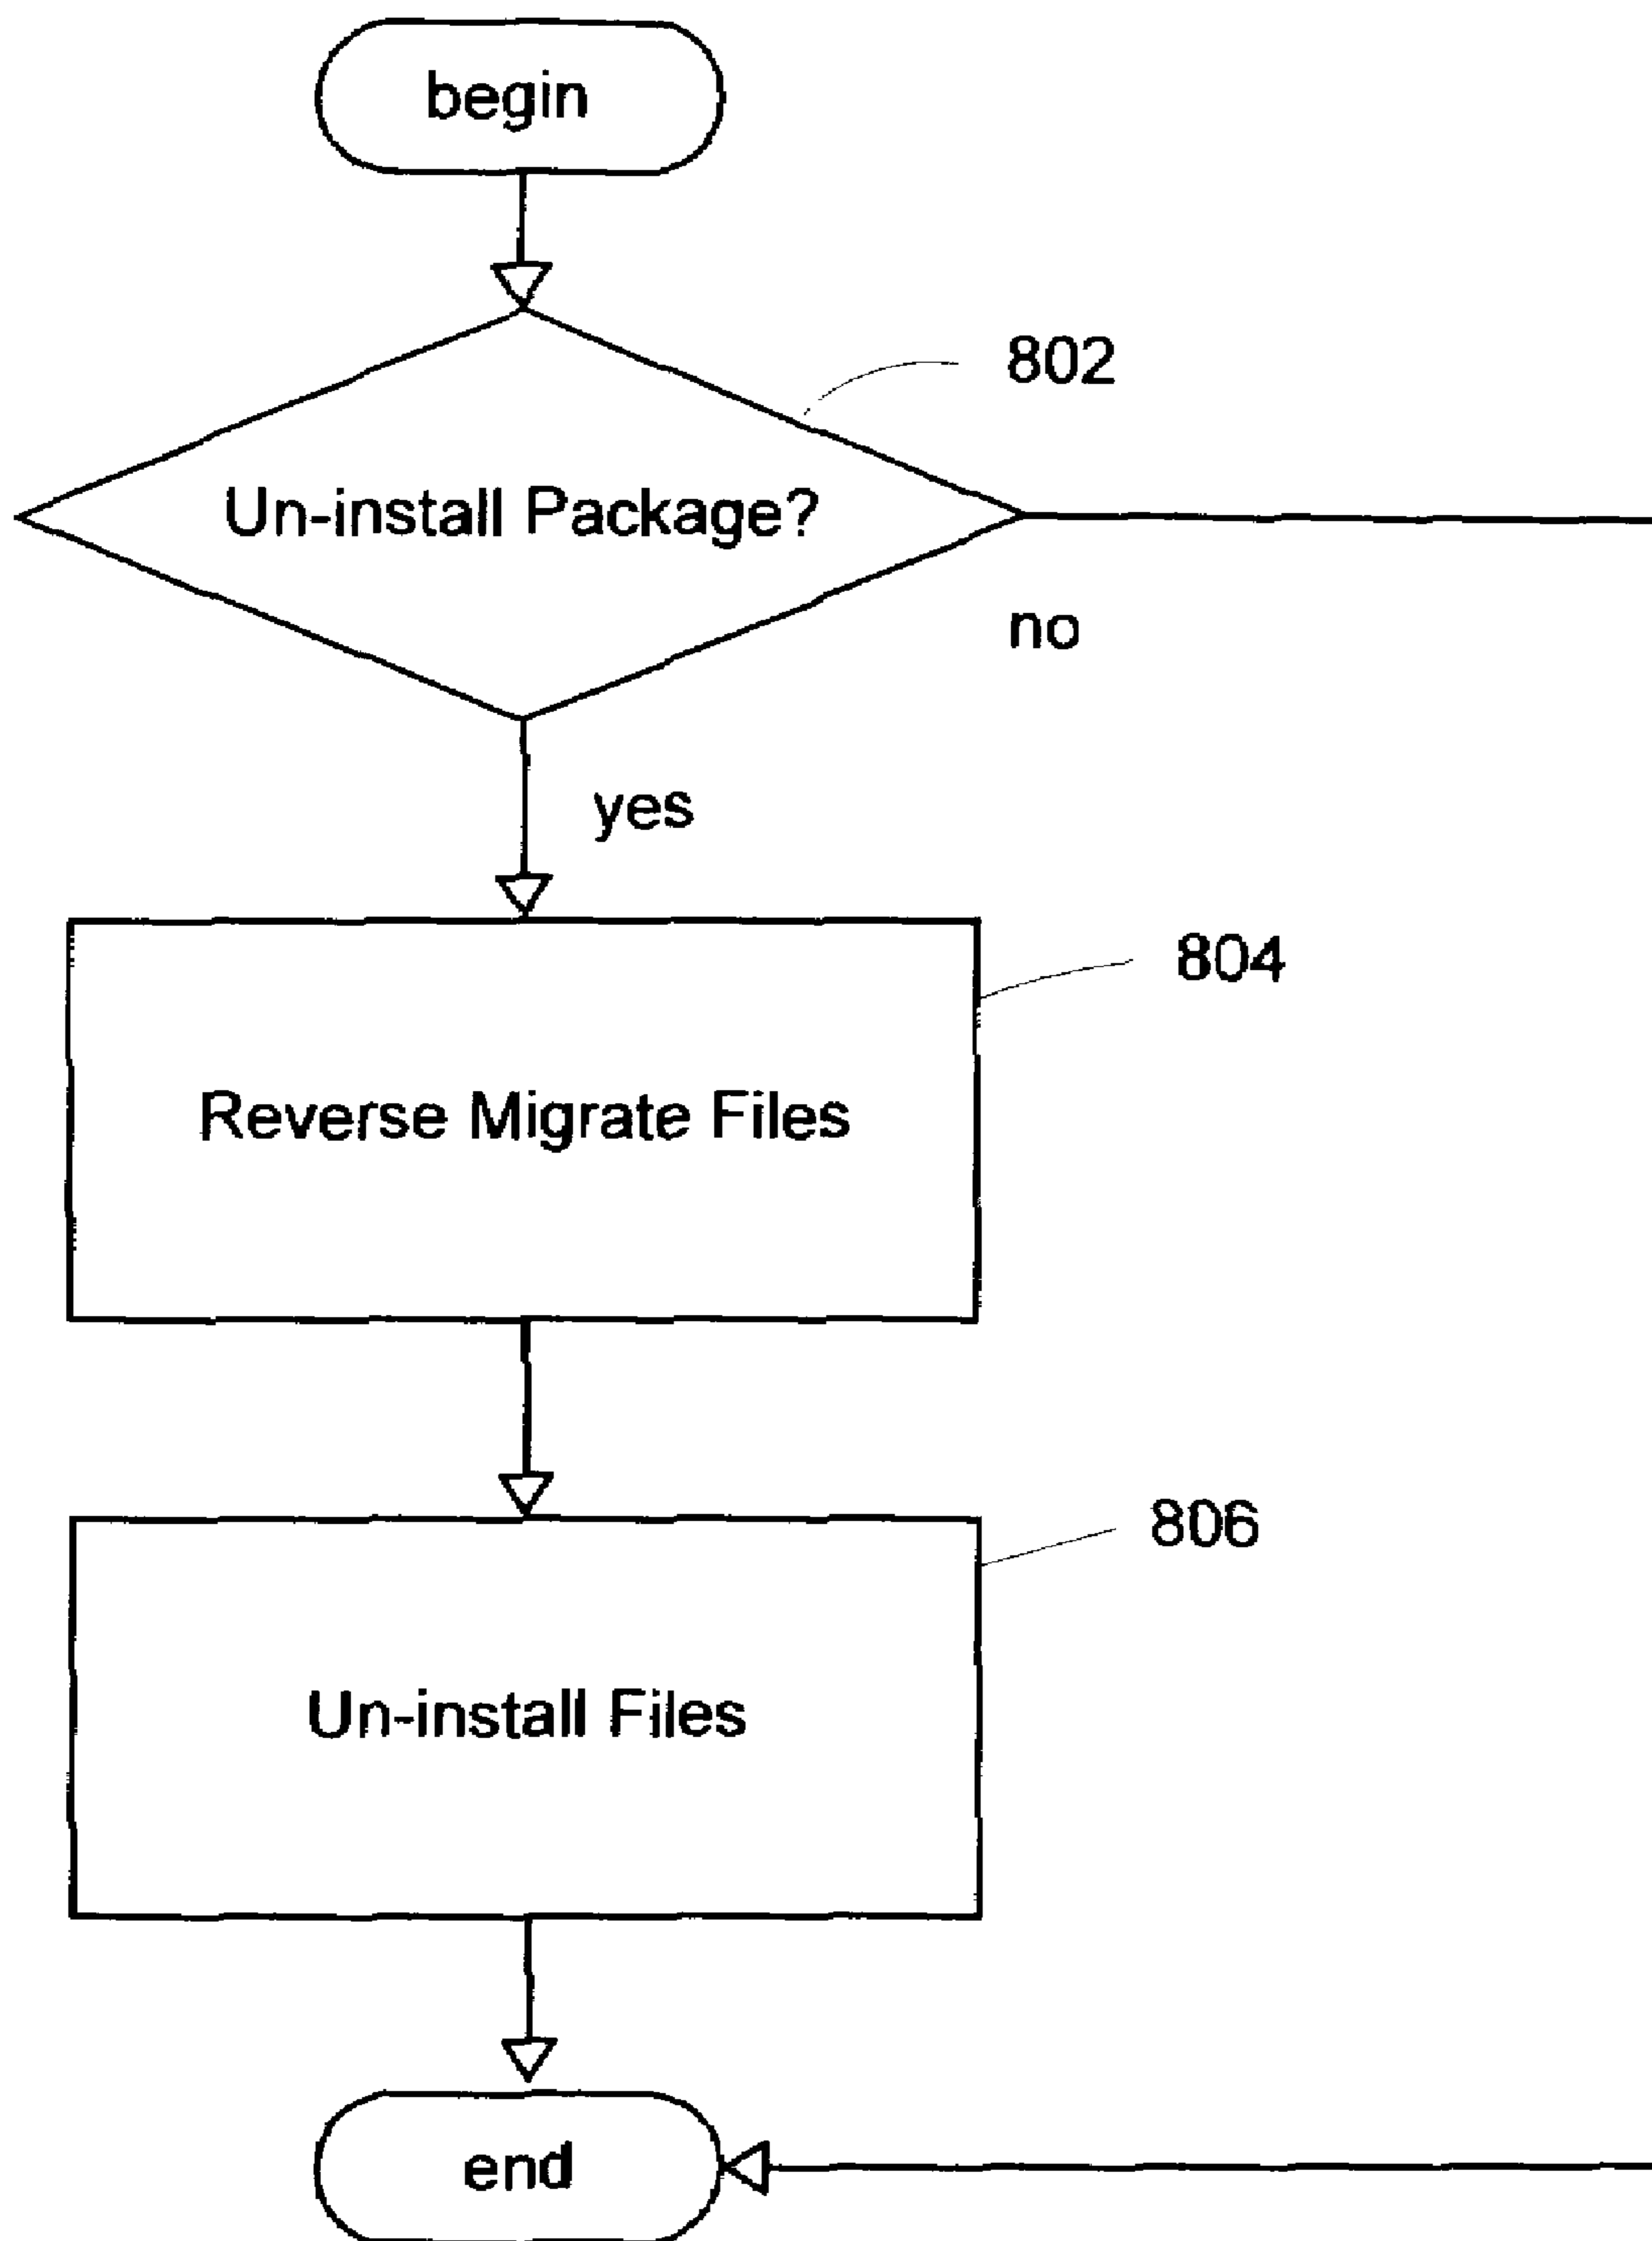 begin
802
Un-install Package?
no
yes
804
Reverse Migrate Files
806
Un-install Files
end